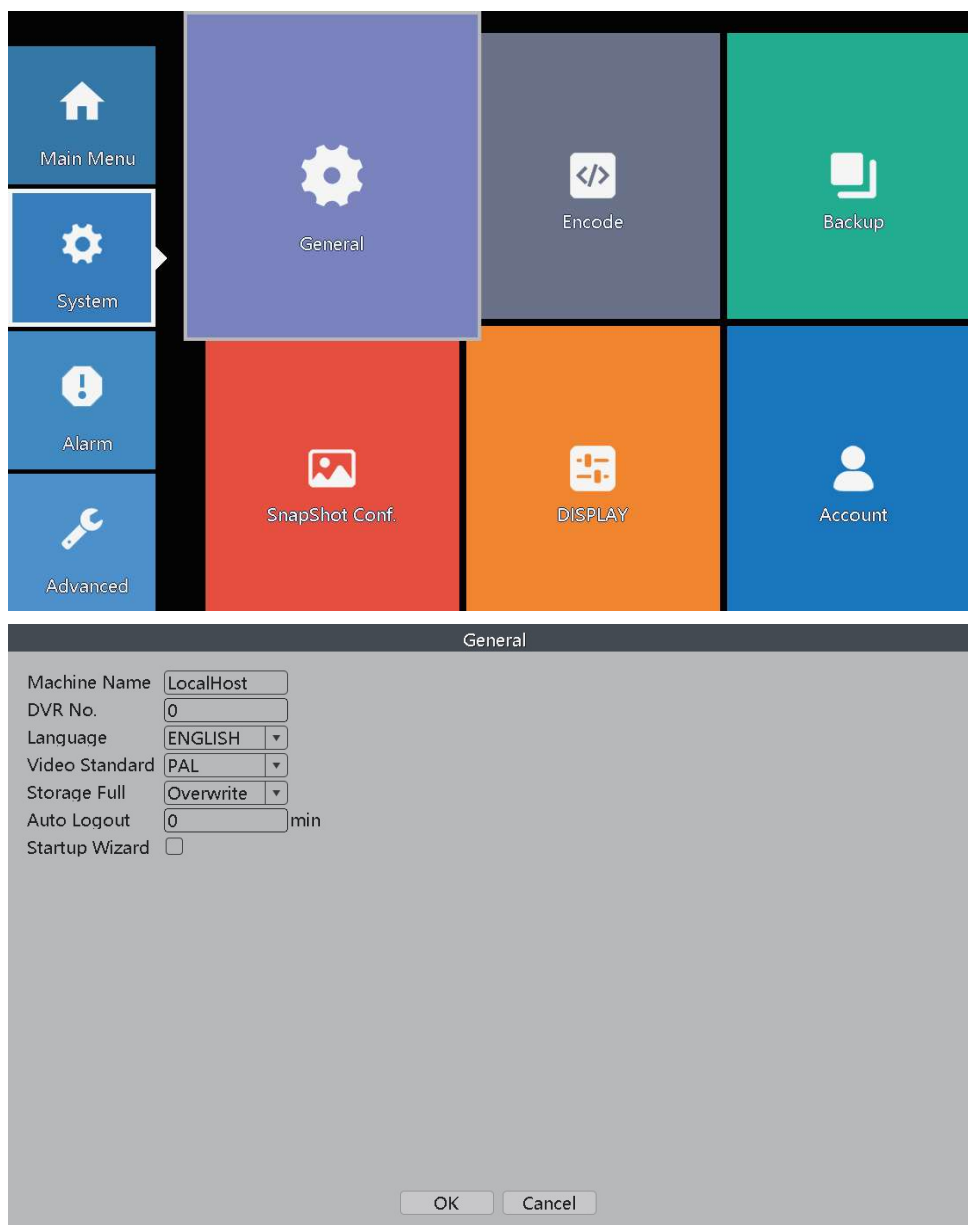 Main Menu
System
Alarm
Advanced
General
Encode
Backup
SnapShot Conf.
DISPLAY
Account
General
Machine Name LocalHost
DVR No. 0
Language ENGLISH
Video Standard PAL
Storage Full Overwrite
Auto Logout 0 min
Startup Wizard
OK Cancel